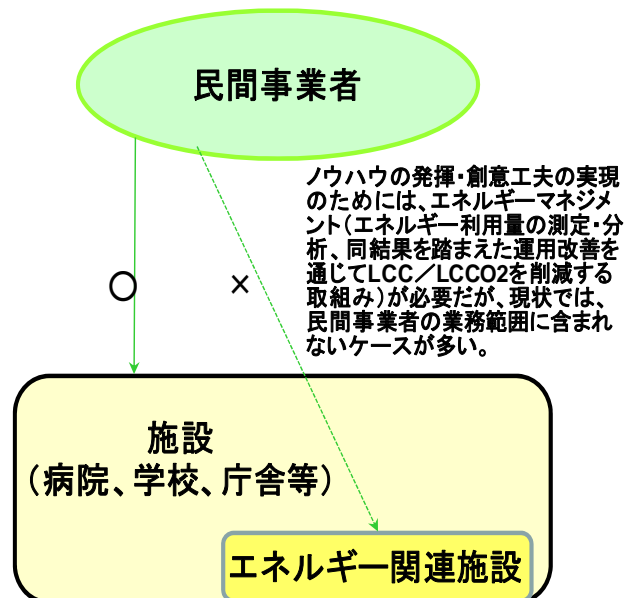 民間事業者
ノウハウの発揮・創意工夫の実現
のためには、エネルギーマネジメ
ント（エネルギー利用量の測定・分
析、同結果を踏まえた運用改善を
通じてLCC／LCCO2を削減する
取組み）が必要だが、現状では、
民間事業者の業務範囲に含まれ
ないケースが多い。
○
×
施設
（病院、学校、庁舎等）
エネルギー関連施設